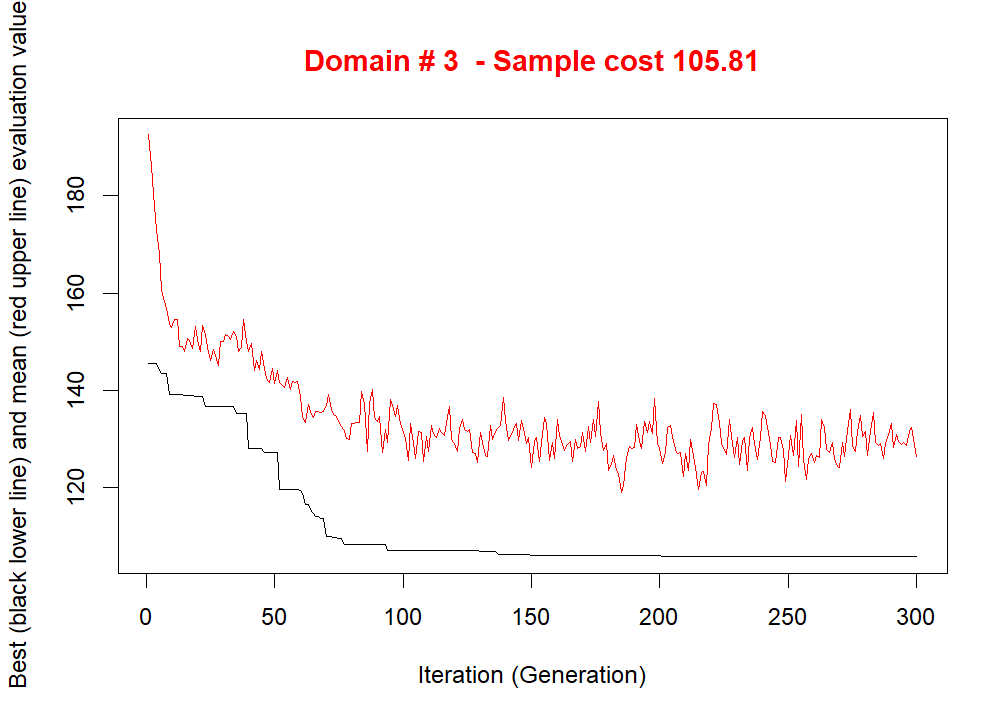 Domain # 3  - Sample cost 105.81
Best (black lower line) and mean (red upper line) evaluation value
180
160
140
120
0 50 100 150 200 250 300
Iteration (Generation)